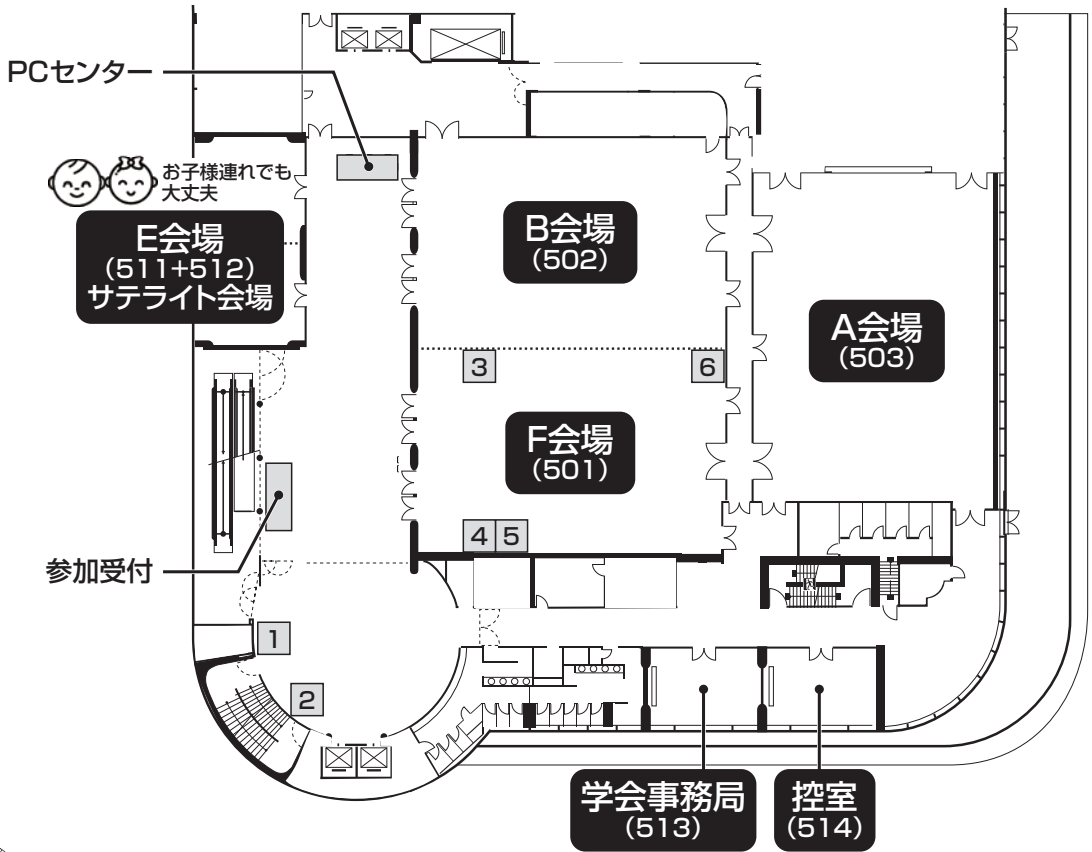 PCセンター
お子様連れでも
大丈夫
E会場
(511+512)
サテライト会場
B会場
(502)
A会場
(503)
3
6
F会場
(501)
4 5
参加受付
1
2
学会事務局
(513)
控室
(514)